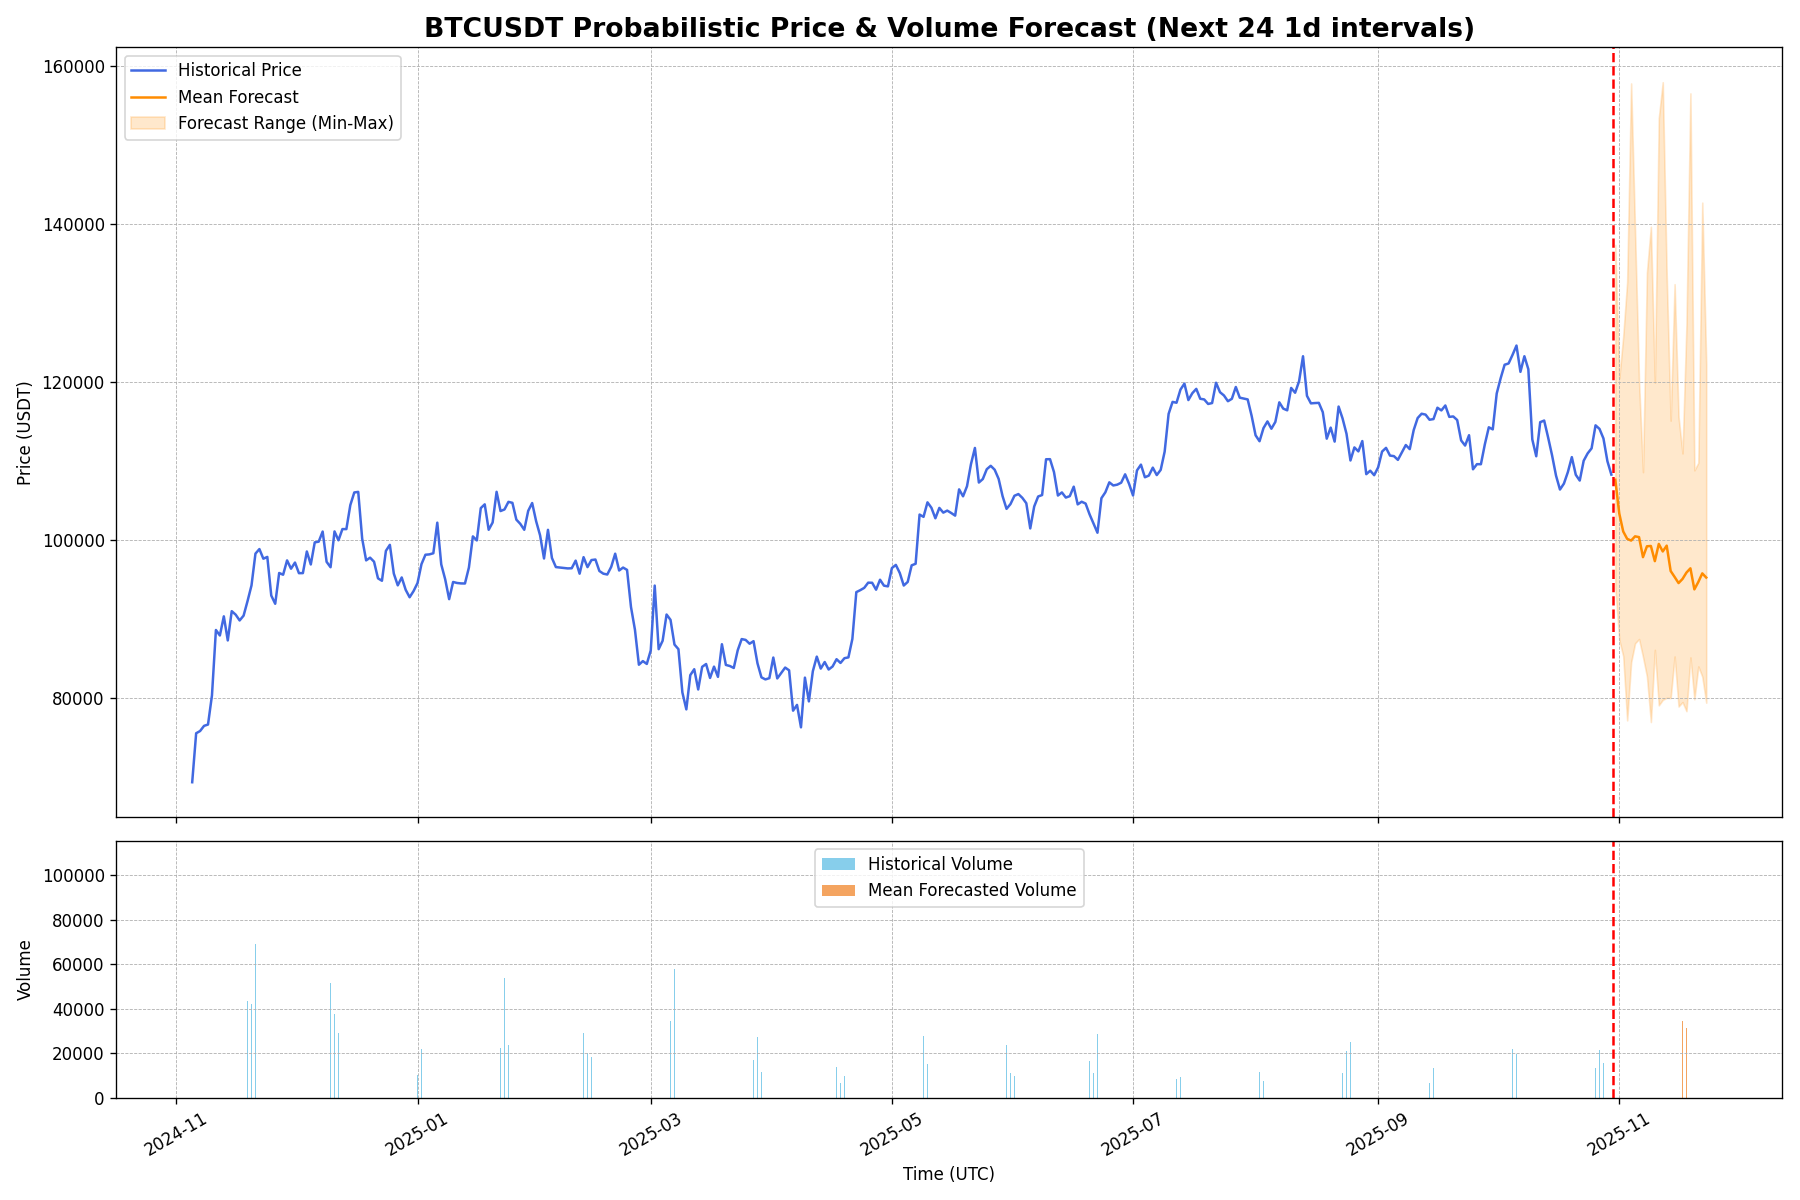 BTCUSDT Probabilistic Price & Volume Forecast (Next 24 1d intervals)
Historical Price
Mean Forecast
Forecast Range (Min-Max)
Price (USDT)
160000
140000
120000
100000
80000
Historical Volume
Mean Forecasted Volume
Volume
100000
80000
60000
40000
20000
0
2024-11
2025-01
2025-03
2025-05
2025-07
2025-09
2025-11
Time (UTC)